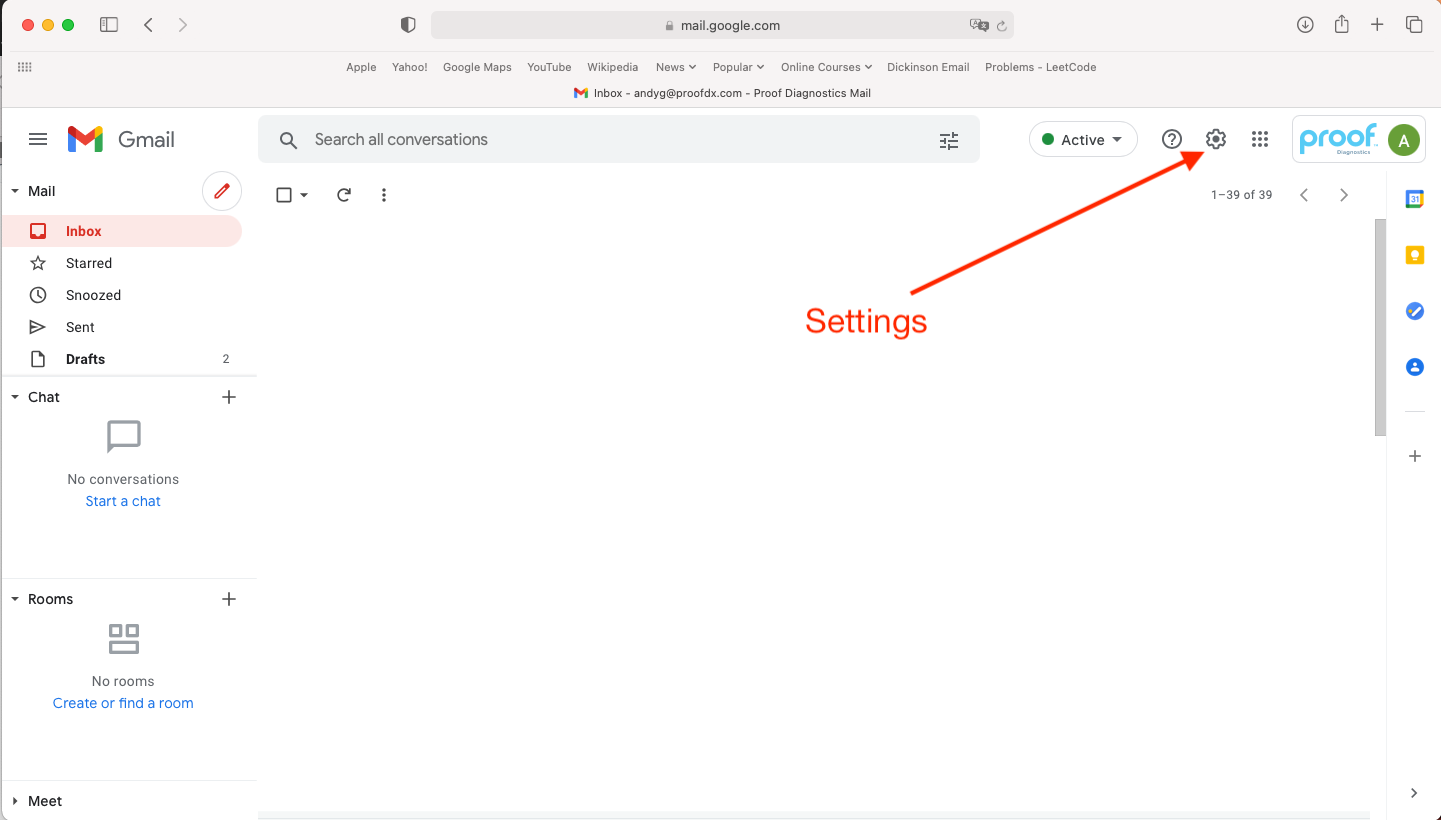 mail.google.com
Apple Yahoo! Google Maps YouTube Wikipedia News Popular Online Courses Dickinson Email Problems - LeetCode
Inbox - andyg@proofdx.com - Proof Diagnostics Mail
Gmail
Search all conversations
Active
proof
Diagnostics
A
Mail
1–39 of 39
31
Inbox
Starred
Snoozed
Sent
Settings
Drafts 2
Chat
No conversations
Start a chat
Rooms
No rooms
Create or find a room
Meet